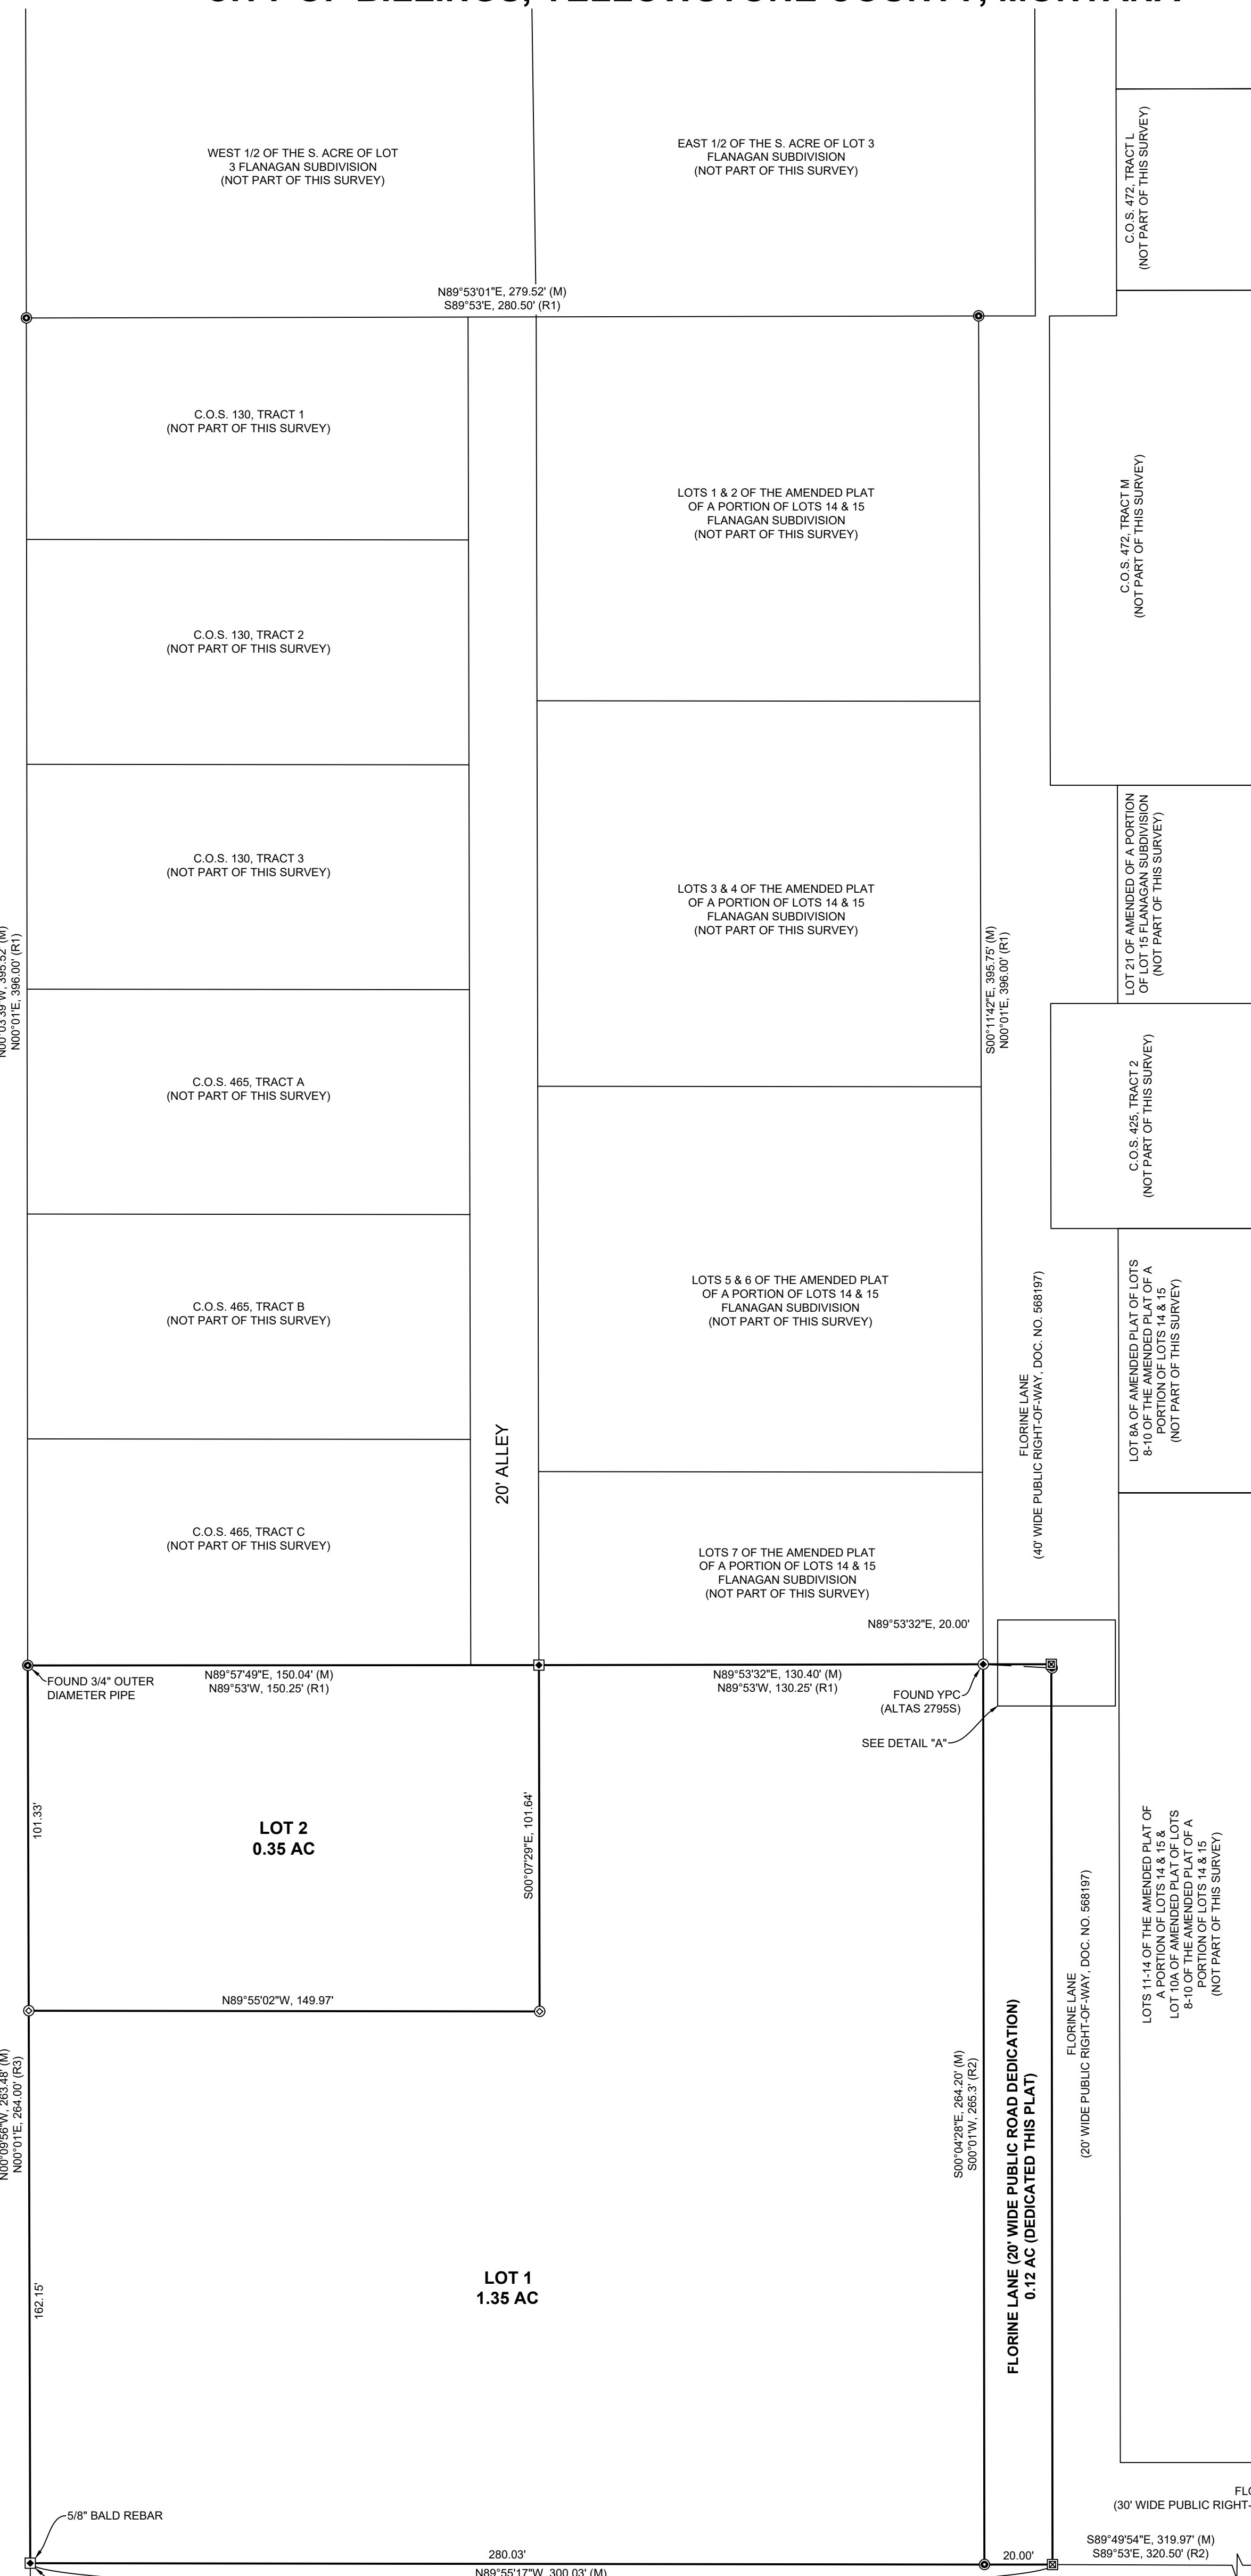 WEST 1/2 OF THE S. ACRE OF LOT
3 FLANAGAN SUBDIVISION
(NOT PART OF THIS SURVEY)
EAST 1/2 OF THE S. ACRE OF LOT 3
FLANAGAN SUBDIVISION
(NOT PART OF THIS SURVEY)
C.O.S. 472, TRACT L
(NOT PART OF THIS SURVEY)
N89°53'01"E, 279.52' (M)
S89°53'E, 280.50' (R1)
C.O.S. 130, TRACT 1
(NOT PART OF THIS SURVEY)
LOTS 1 & 2 OF THE AMENDED PLAT
OF A PORTION OF LOTS 14 & 15
FLANAGAN SUBDIVISION
(NOT PART OF THIS SURVEY)
C.O.S. 472, TRACT M
(NOT PART OF THIS SURVEY)
C.O.S. 130, TRACT 2
(NOT PART OF THIS SURVEY)
C.O.S. 130, TRACT 3
(NOT PART OF THIS SURVEY)
LOTS 3 & 4 OF THE AMENDED PLAT
OF A PORTION OF LOTS 14 & 15
FLANAGAN SUBDIVISION
(NOT PART OF THIS SURVEY)
LOT 21 OF AMENDED OF A PORTION
OF LOT 15 FLANAGAN SUBDIVISION
(NOT PART OF THIS SURVEY)
N00°03'39"W, 395.52' (M)
N00°01'E, 396.00' (R1)
S00°11'42"E, 395.75' (M)
N00°01'E, 396.00' (R1)
C.O.S. 465, TRACT A
(NOT PART OF THIS SURVEY)
C.O.S. 425, TRACT 2
(NOT PART OF THIS SURVEY)
C.O.S. 465, TRACT B
(NOT PART OF THIS SURVEY)
LOTS 5 & 6 OF THE AMENDED PLAT
OF A PORTION OF LOTS 14 & 15
FLANAGAN SUBDIVISION
(NOT PART OF THIS SURVEY)
FLORINE LANE
(40' WIDE PUBLIC RIGHT-OF-WAY, DOC. NO. 568197)
LOT 8A OF AMENDED PLAT OF LOTS
8-10 OF THE AMENDED PLAT OF A
PORTION OF LOTS 14 & 15
(NOT PART OF THIS SURVEY)
20' ALLEY
C.O.S. 465, TRACT C
(NOT PART OF THIS SURVEY)
LOTS 7 OF THE AMENDED PLAT
OF A PORTION OF LOTS 14 & 15
FLANAGAN SUBDIVISION
(NOT PART OF THIS SURVEY)
N89°53'32"E, 20.00'
FOUND 3/4" OUTER
DIAMETER PIPE
N89°57'49"E, 150.04' (M)
N89°53'W, 150.25' (R1)
N89°53'32"E, 130.40' (M)
N89°53'W, 130.25' (R1)
FOUND YPC
(ALTAS 2795S)
SEE DETAIL "A"
101.33'
LOT 2
0.35 AC
S00°07'29"E, 101.64'
N89°55'02"W, 149.97'
LOTS 11-14 OF THE AMENDED PLAT OF
A PORTION OF LOTS 14 & 15 &
LOT 10A OF AMENDED PLAT OF LOTS
8-10 OF THE AMENDED PLAT OF A
PORTION OF LOTS 14 & 15
(NOT PART OF THIS SURVEY)
FLORINE LANE
(20' WIDE PUBLIC RIGHT-OF-WAY, DOC. NO. 568197)
N00°09'56"W, 263.48' (M)
N00°01'E, 264.00' (R3)
S00°04'28"E, 264.20' (M)
S00°01'W, 265.3' (R2)
FLORINE LANE (20' WIDE PUBLIC ROAD DEDICATION)
0.12 AC (DEDICATED THIS PLAT)
LOT 1
1.35 AC
162.15'
5/8" BALD REBAR
(30' WIDE PUBLIC RIGHT-
S89°49'54"E, 319.97' (M)
S89°53'E, 320.50' (R2)
280.03'
20.00'
N89°55'17"W, 300.03' (M)